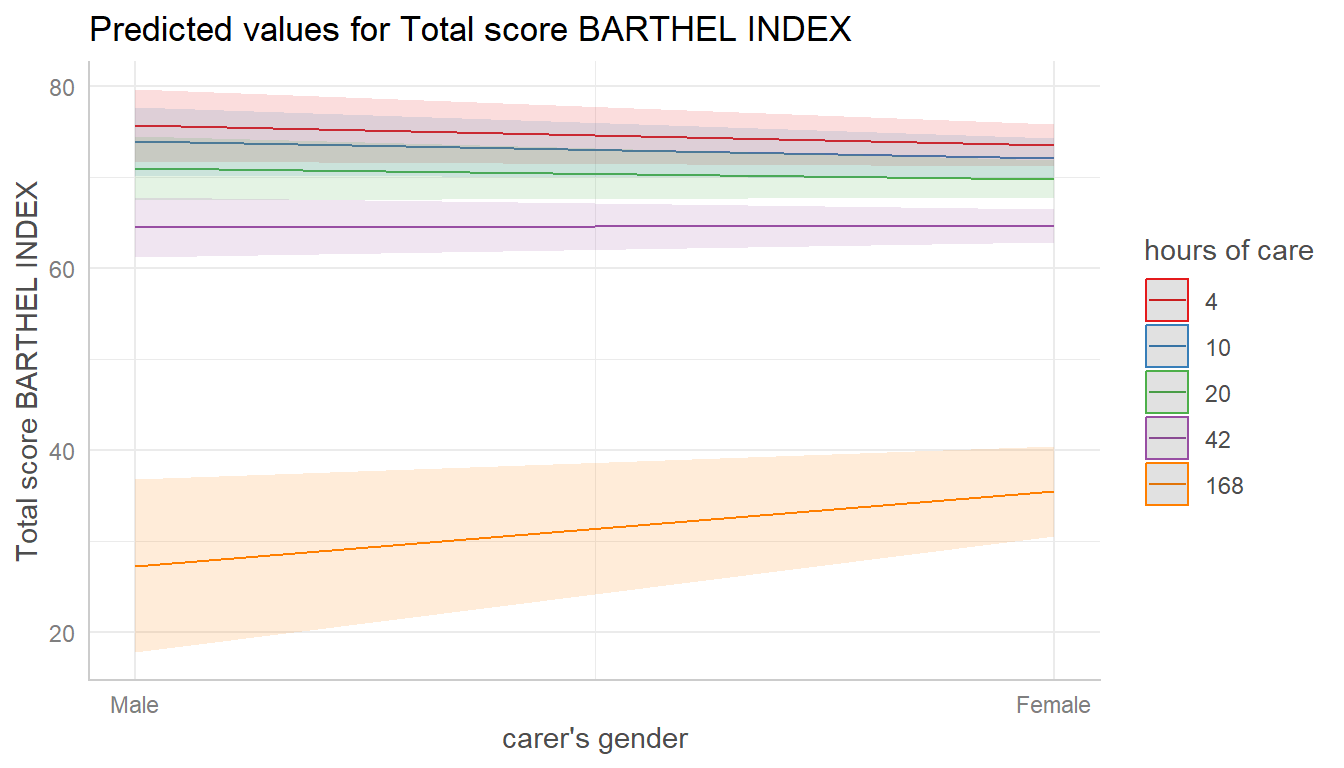 Predicted values for Total score BARTHEL INDEX
Total score BARTHEL INDEX
80
60
40
20
Male
Female
carer's gender
hours of care
4
10
20
42
168